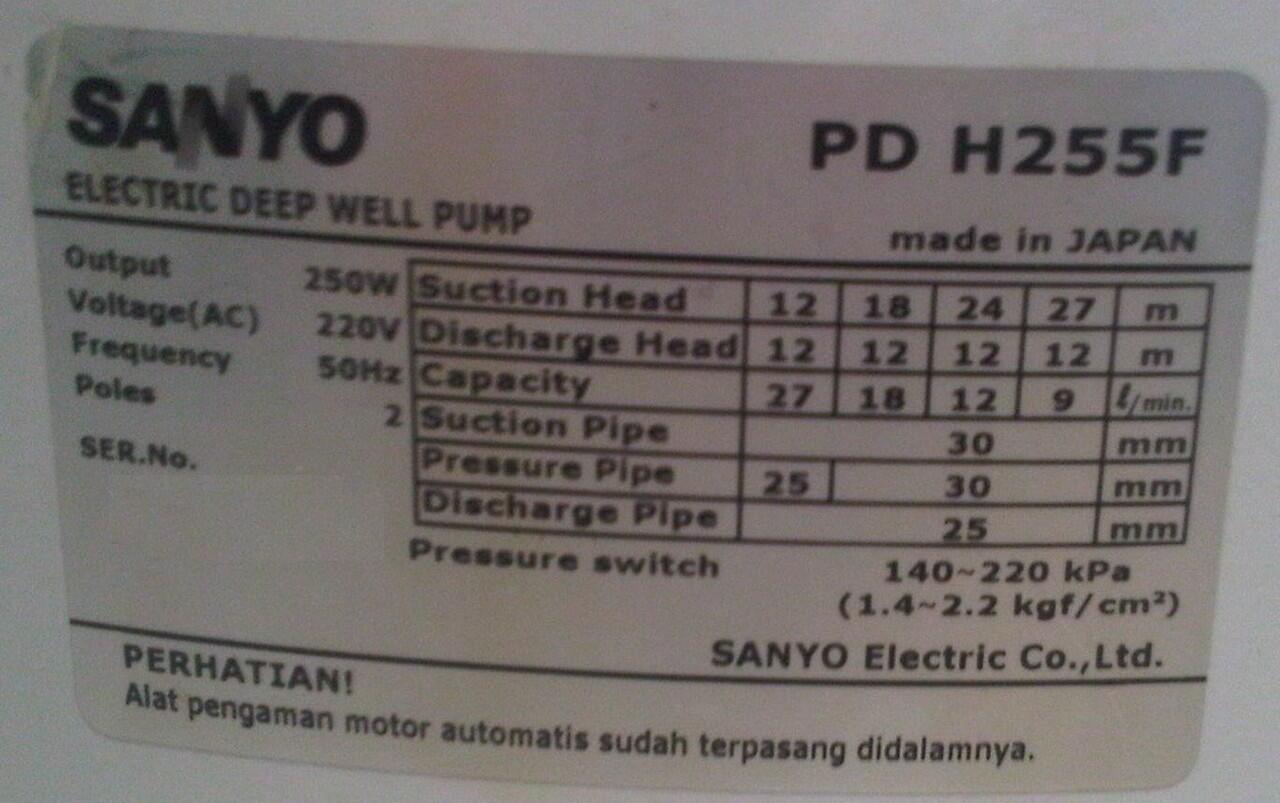 SANYO
PD H255F
ELECTRIC DEEP WELL PUMP
made in JAPAN
Output 250W
Voltage(AC) 220V
Frequency 50Hz
Poles 2
SER.No.
Suction Head 12 18 24 27 m
Discharge Head 12 12 12 12 m
Capacity 27 18 12 9 ℓ/min.
Suction Pipe 30 mm
Pressure Pipe 25 30 mm
Discharge Pipe 25 mm
Pressure switch 140~220 kPa
(1.4~2.2 kgf/cm²)
SANYO Electric Co.,Ltd.
PERHATIAN!
Alat pengaman motor automatis sudah terpasang didalamnya.